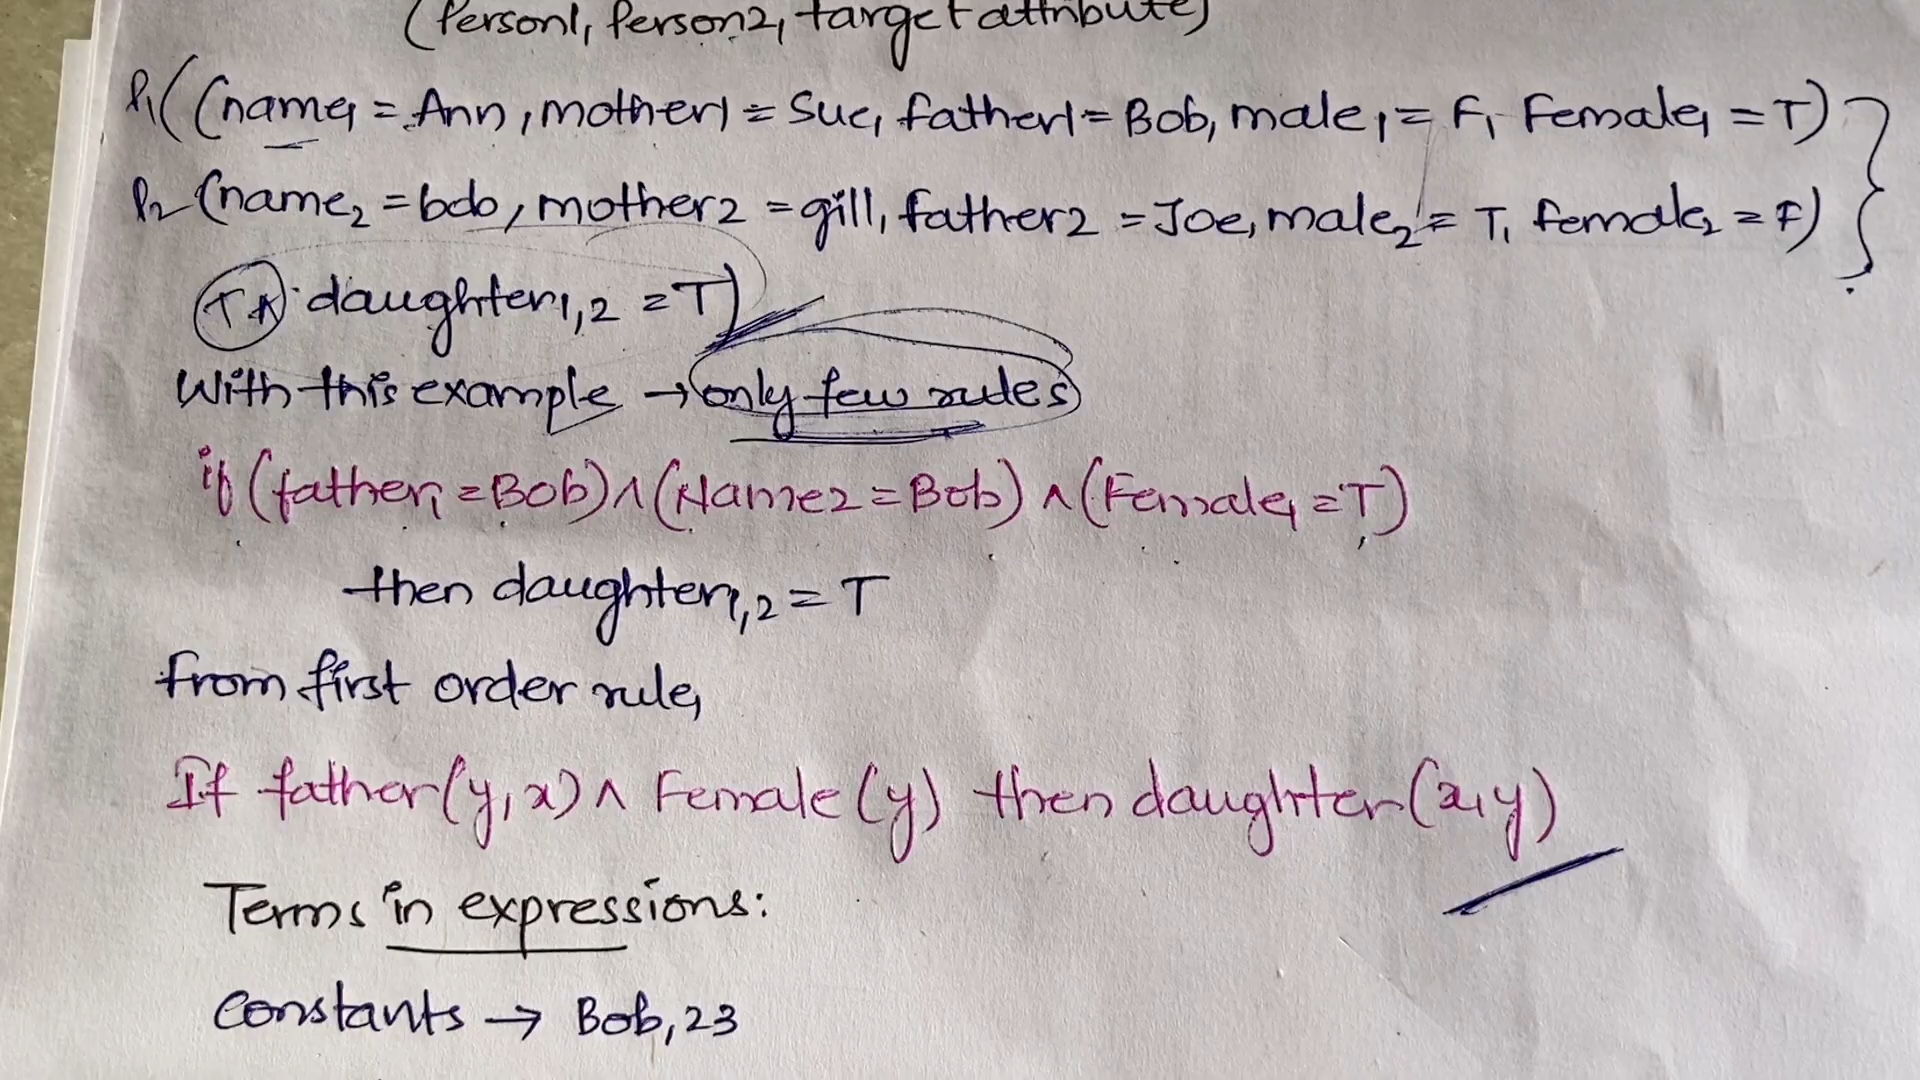 (Person1, Person2, target attribute)
P1((name1 = Ann, mother1 = Sue, father1 = Bob, male1 = F, Female1 = T)
P2 (name2 = bob, mother2 = gill, father2 = Joe, male2 = T, female2 = F)
TA daughter1,2 = T)
With this example → only few rules
if (father1 = Bob) ∧ (Name2 = Bob) ∧ (Female1 = T)
then daughter1,2 = T
from first order rule,
If father(y, x) ∧ Female(y) then daughter(x, y)
Terms in expressions:
Constants → Bob, 23